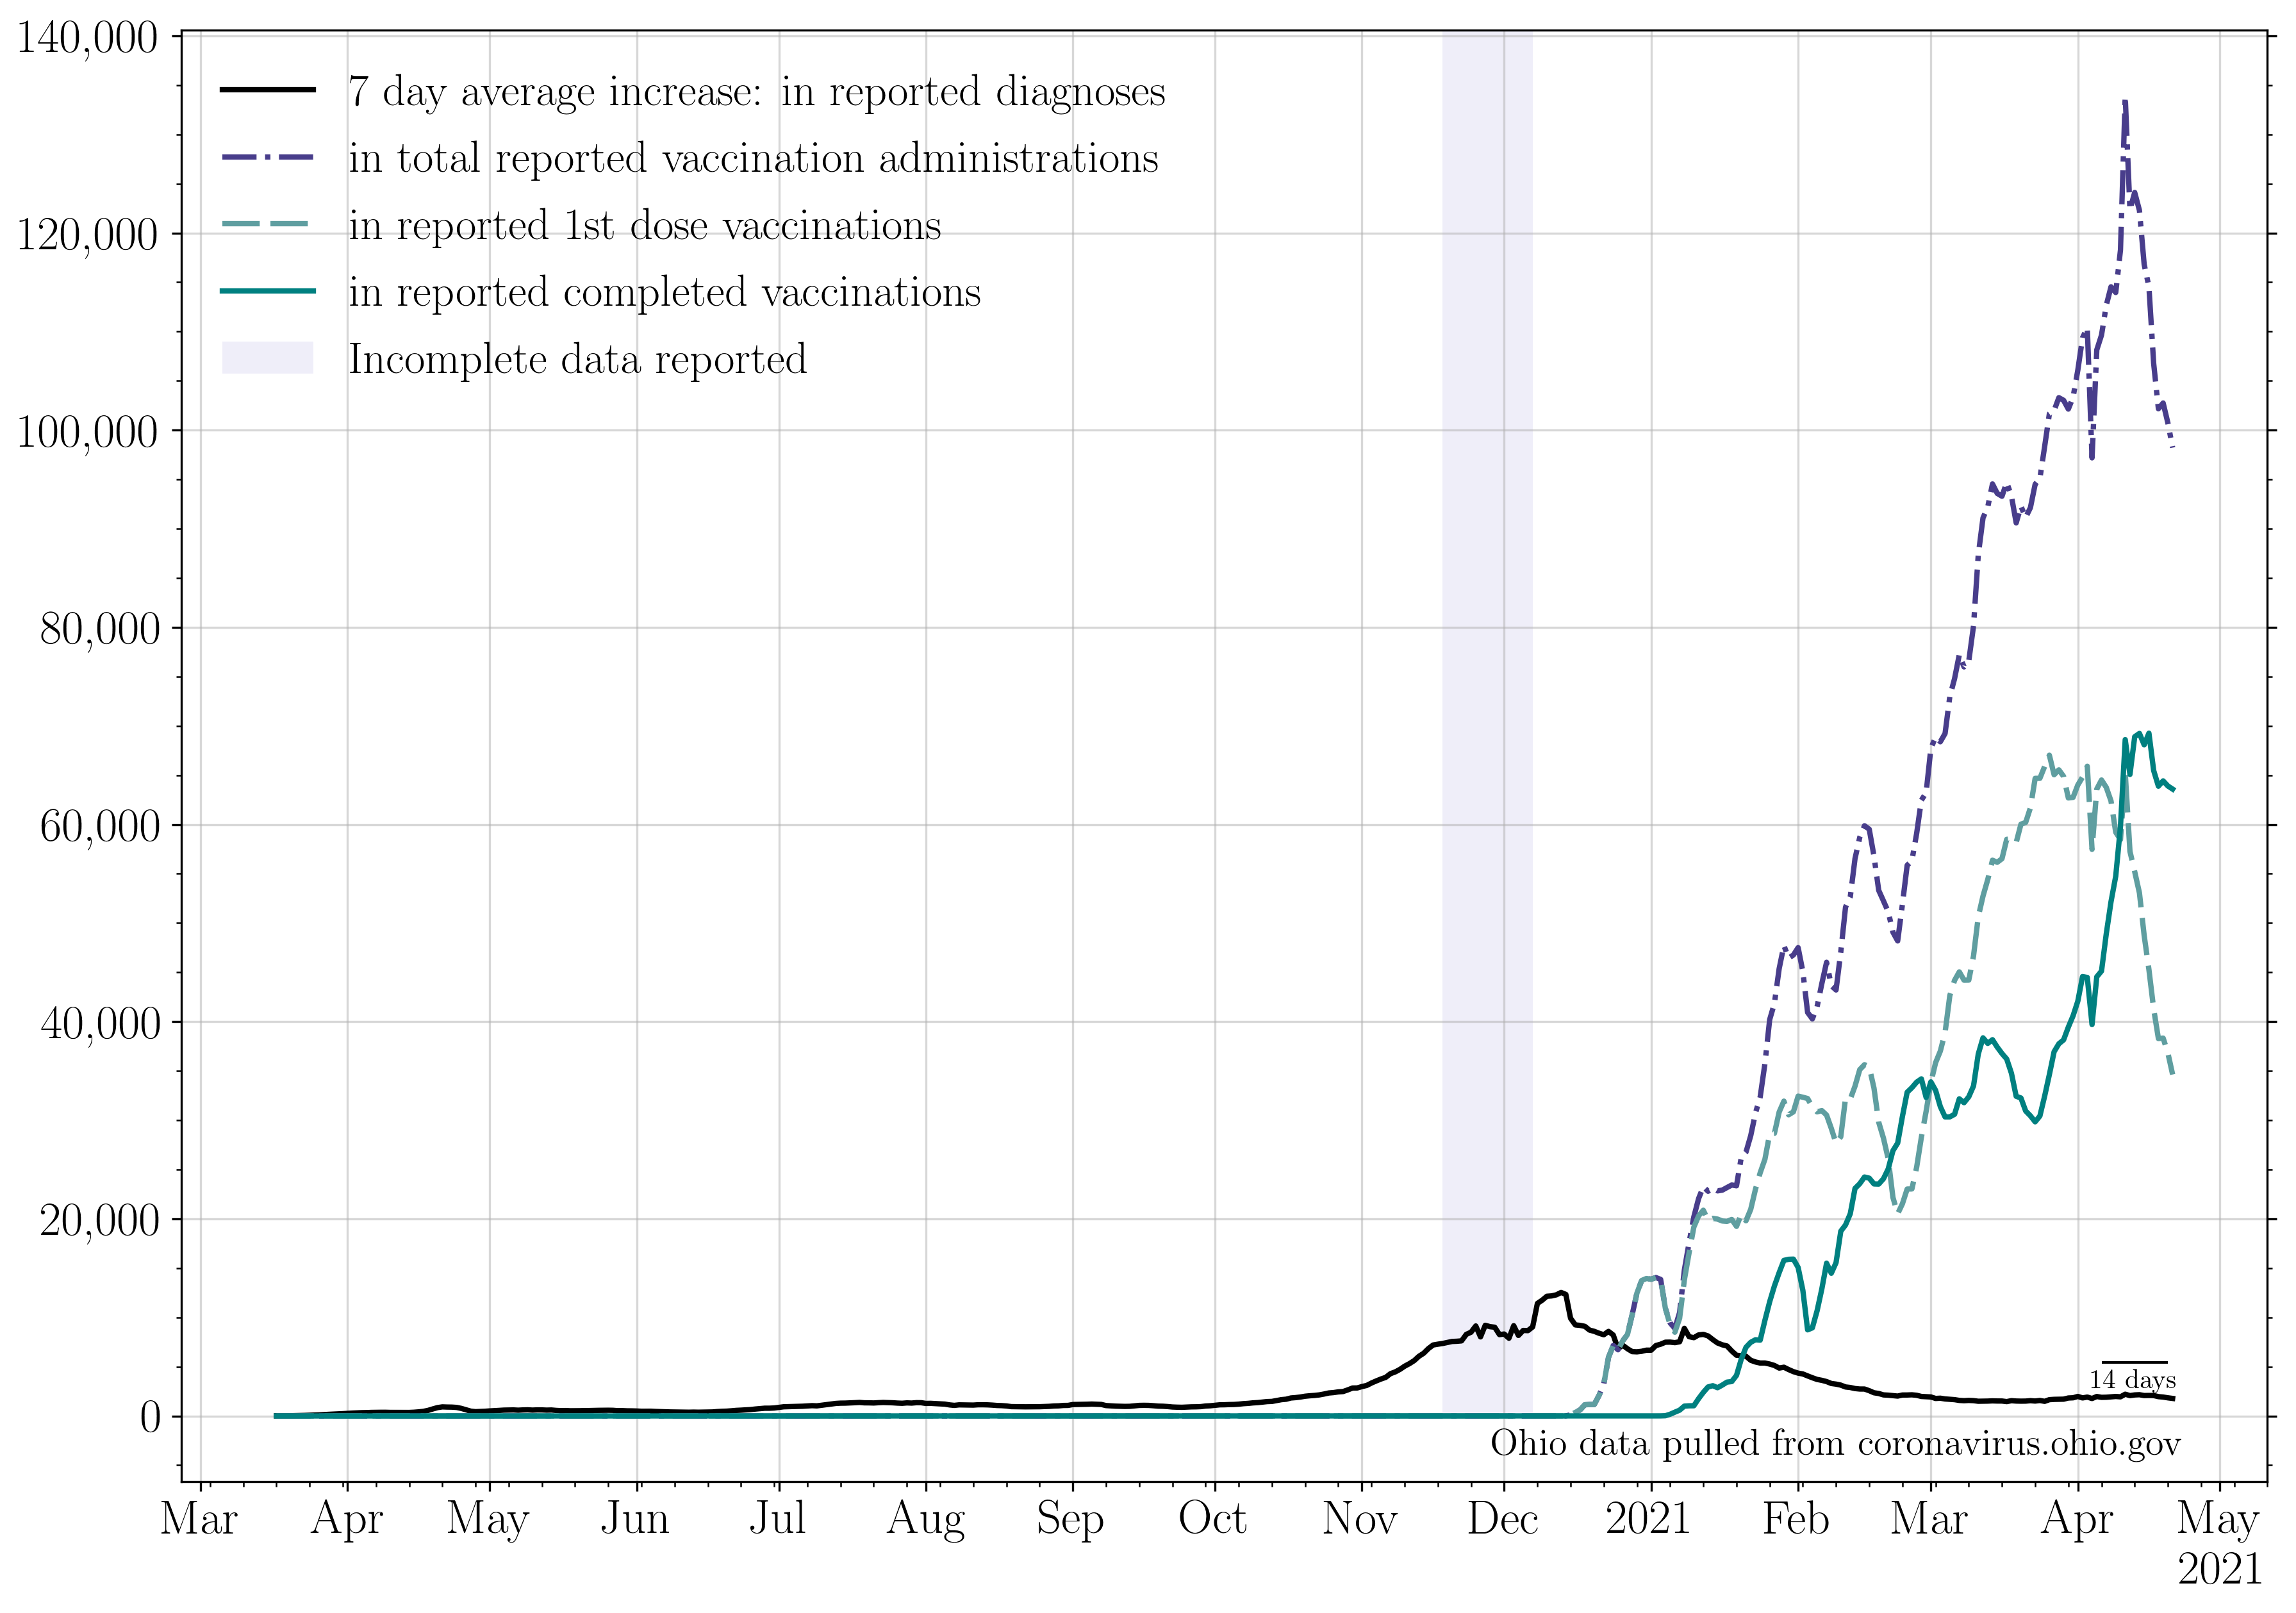 140,000
120,000
100,000
80,000
60,000
40,000
20,000
0
7 day average increase: in reported diagnoses
in total reported vaccination administrations
in reported 1st dose vaccinations
in reported completed vaccinations
Incomplete data reported
14 days
Ohio data pulled from coronavirus.ohio.gov
Mar Apr May Jun Jul Aug Sep Oct Nov Dec 2021 Feb Mar Apr May
2021